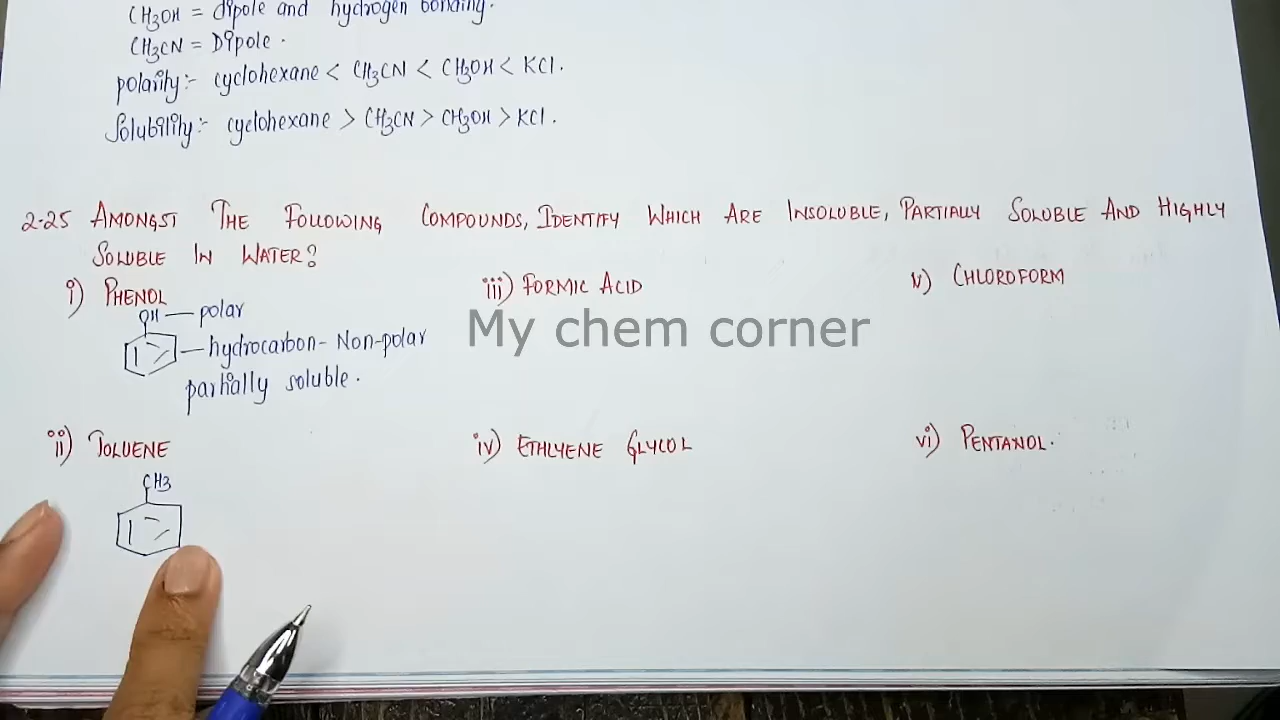 CH3OH = dipole and hydrogen bonding.
CH3CN = Dipole.
polarity:- cyclohexane < CH3CN < CH3OH < KCl.
Solubility:- cyclohexane > CH3CN > CH3OH > KCl.
2.25 AMONGST THE FOLLOWING COMPOUNDS, IDENTIFY WHICH ARE INSOLUBLE, PARTIALLY SOLUBLE AND HIGHLY
SOLUBLE IN WATER?
i) PHENOL
OH — polar
— hydrocarbon - Non-polar
partially soluble.
ii) TOLUENE
CH3
iii) FORMIC ACID
My chem corner
iv) ETHLYENE GLYCOL
v) CHLOROFORM
vi) PENTANOL.